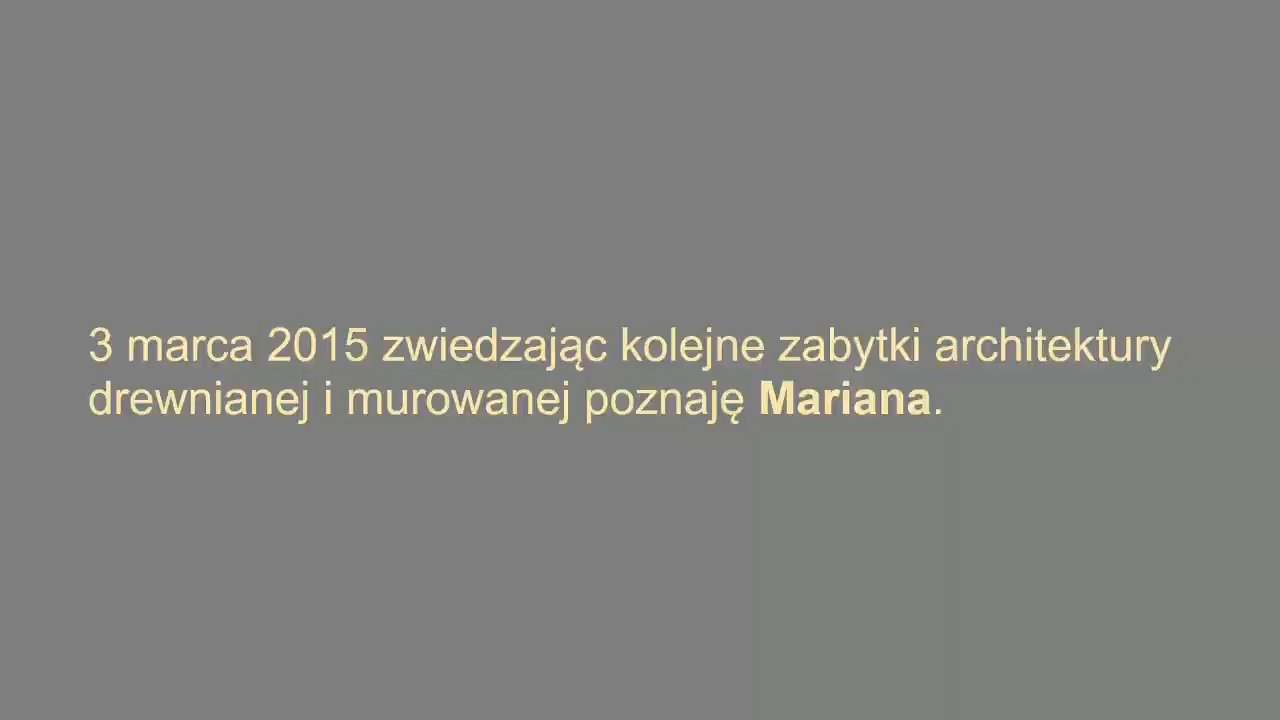 3 marca 2015 zwiedzając kolejne zabytki architektury
drewnianej i murowanej poznaję Mariana.